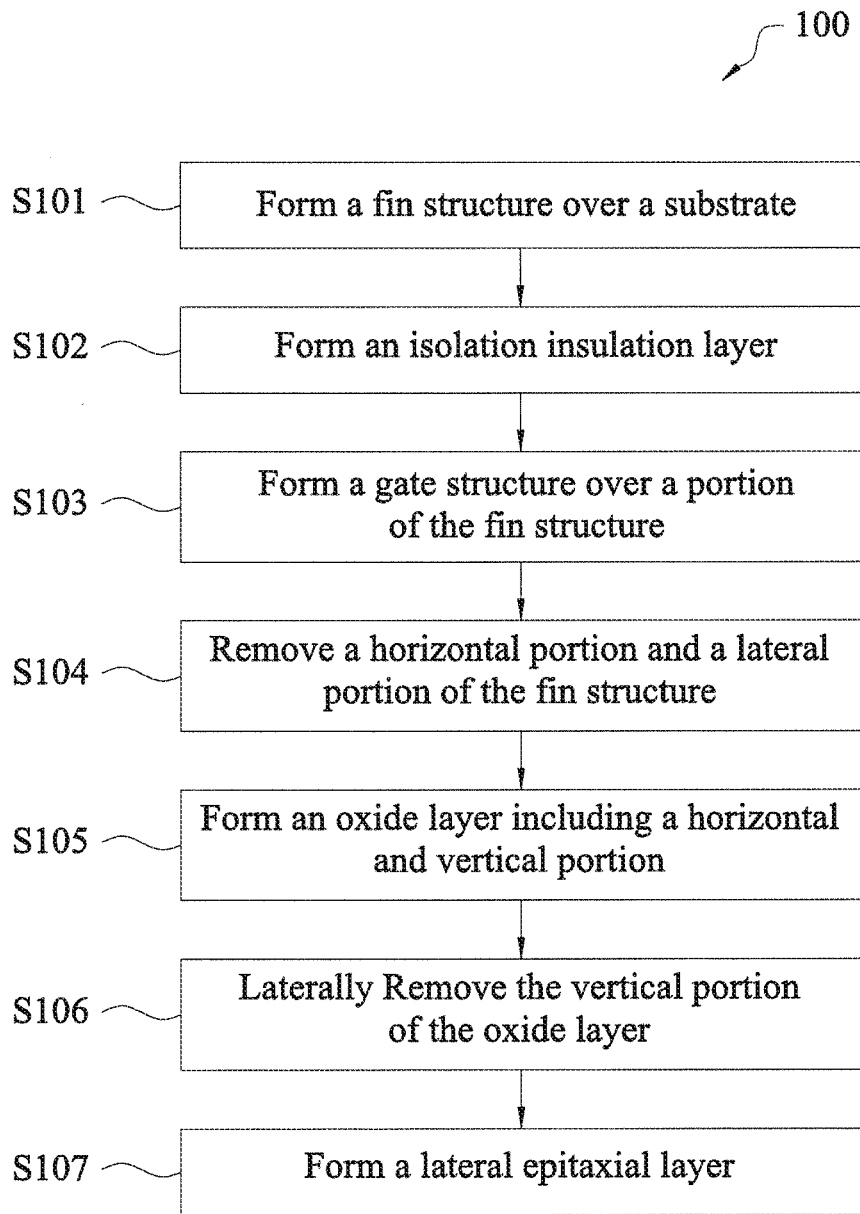 100
S101
Form a fin structure over a substrate
S102
Form an isolation insulation layer
S103
Form a gate structure over a portion
of the fin structure
S104
Remove a horizontal portion and a lateral
portion of the fin structure
S105
Form an oxide layer including a horizontal
and vertical portion
S106
Laterally Remove the vertical portion
of the oxide layer
S107
Form a lateral epitaxial layer